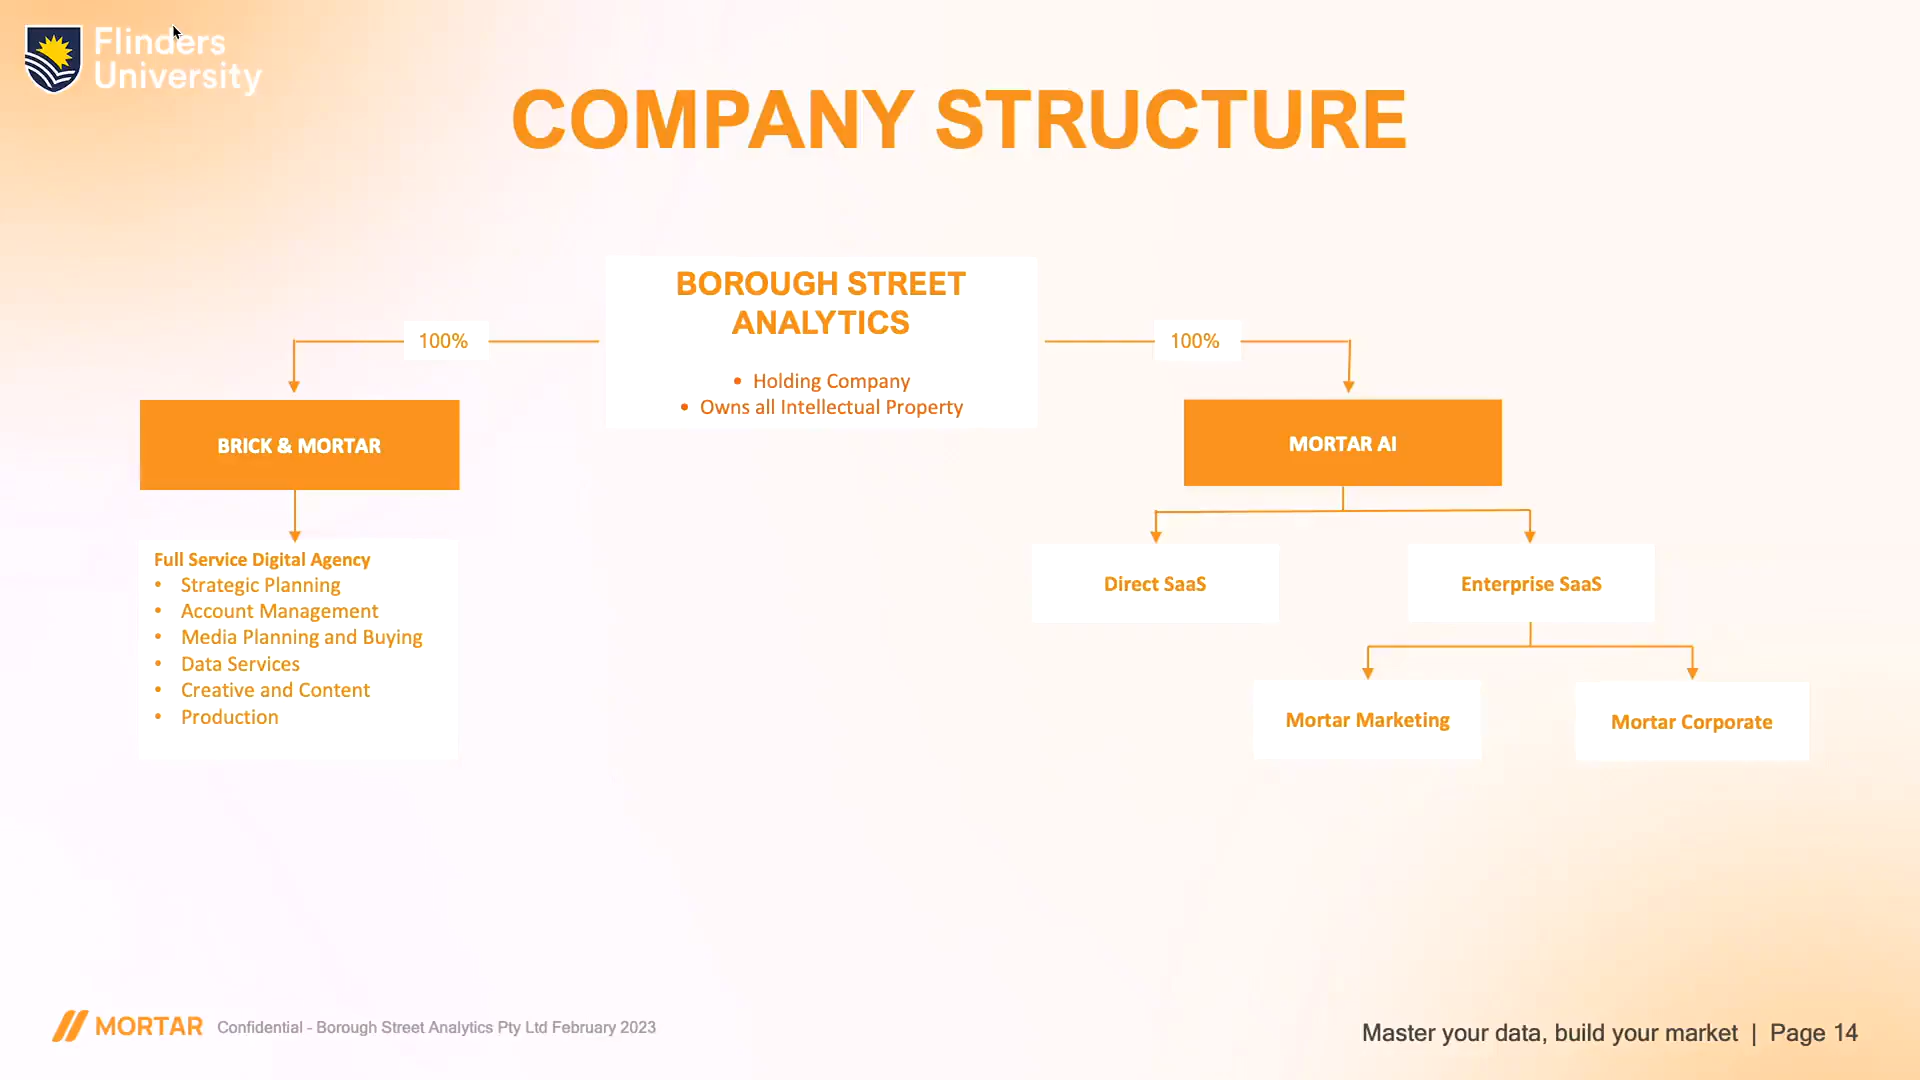 Flinders
University
COMPANY STRUCTURE
BOROUGH STREET
ANALYTICS
• Holding Company
• Owns all Intellectual Property
100%
100%
BRICK & MORTAR
MORTAR AI
Full Service Digital Agency
• Strategic Planning
• Account Management
• Media Planning and Buying
• Data Services
• Creative and Content
• Production
Direct SaaS
Enterprise SaaS
Mortar Marketing
Mortar Corporate
MORTAR
Confidential - Borough Street Analytics Pty Ltd February 2023
Master your data, build your market | Page 14